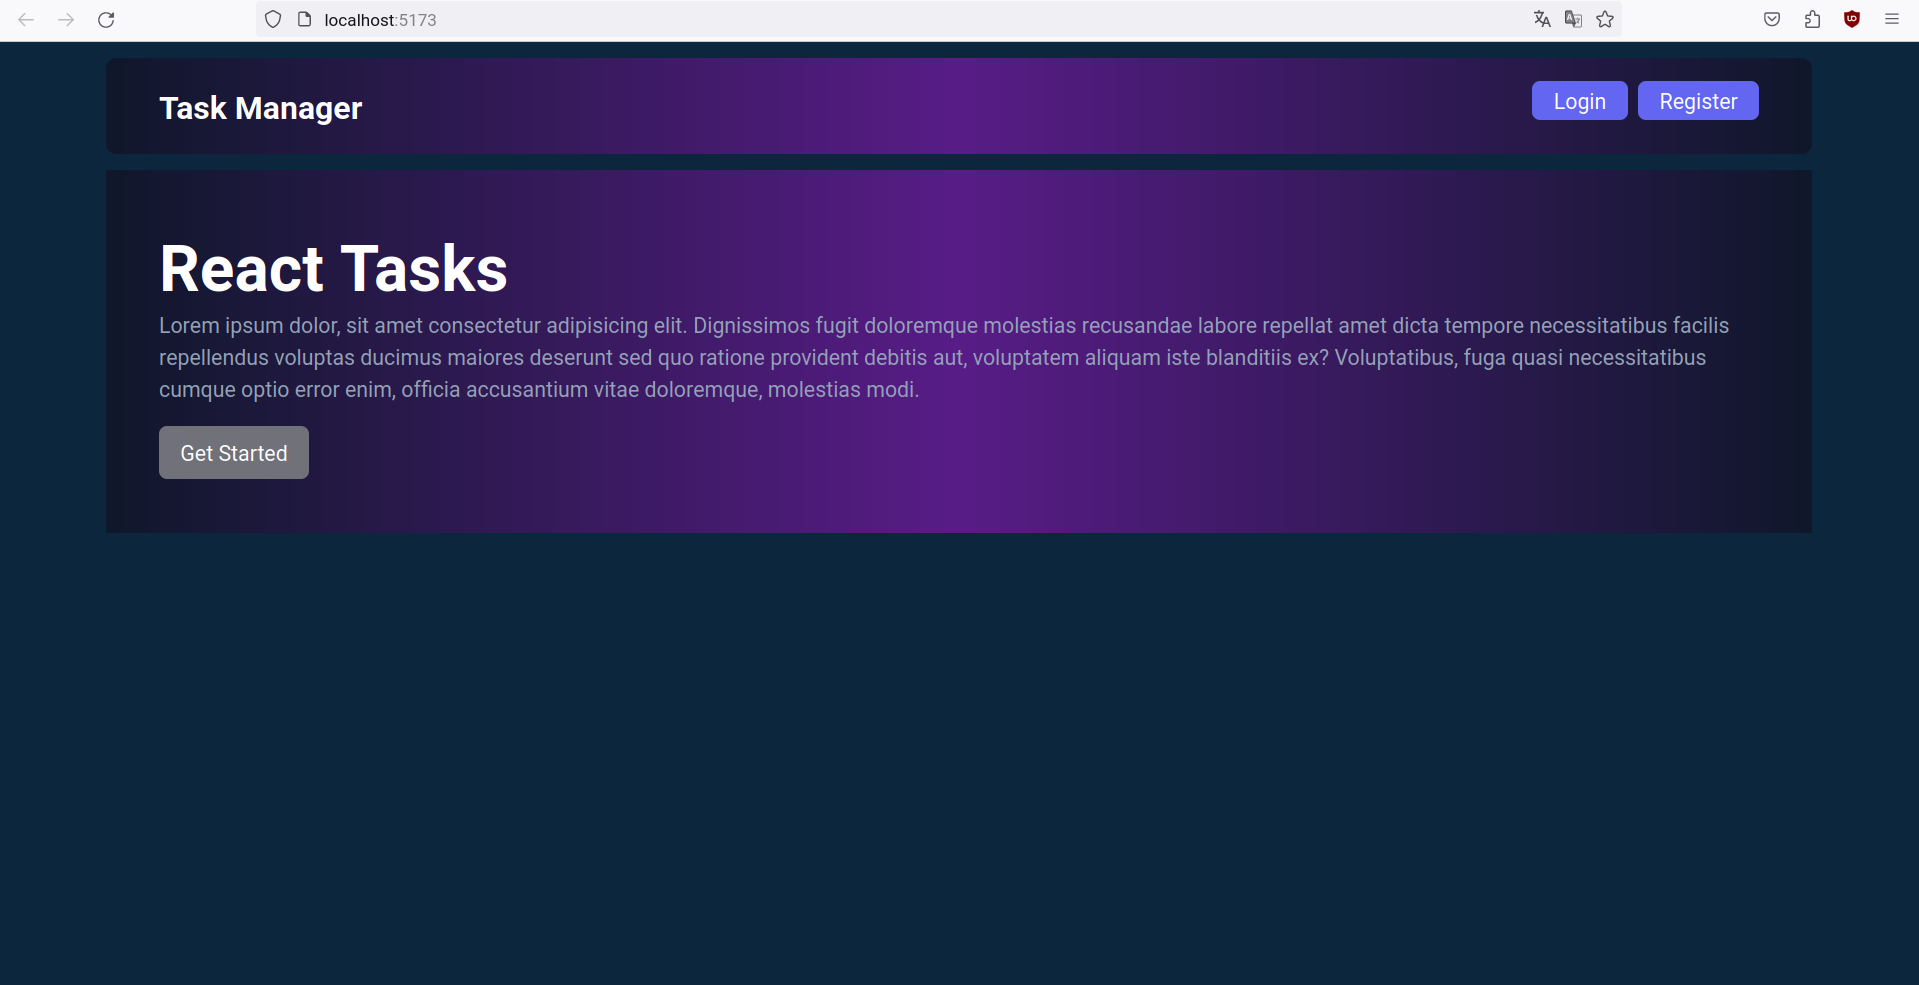 localhost:5173
Task Manager
Login
Register
React Tasks
Lorem ipsum dolor, sit amet consectetur adipisicing elit. Dignissimos fugit doloremque molestias recusandae labore repellat amet dicta tempore necessitatibus facilis
repellendus voluptas ducimus maiores deserunt sed quo ratione provident debitis aut, voluptatem aliquam iste blanditiis ex? Voluptatibus, fuga quasi necessitatibus
cumque optio error enim, officia accusantium vitae doloremque, molestias modi.
Get Started